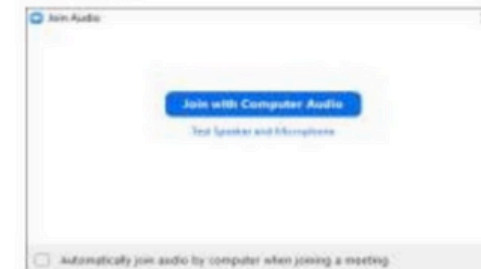 Join Audio
Join with Computer Audio
Test Speaker and Microphone
Automatically join audio by computer when joining a meeting